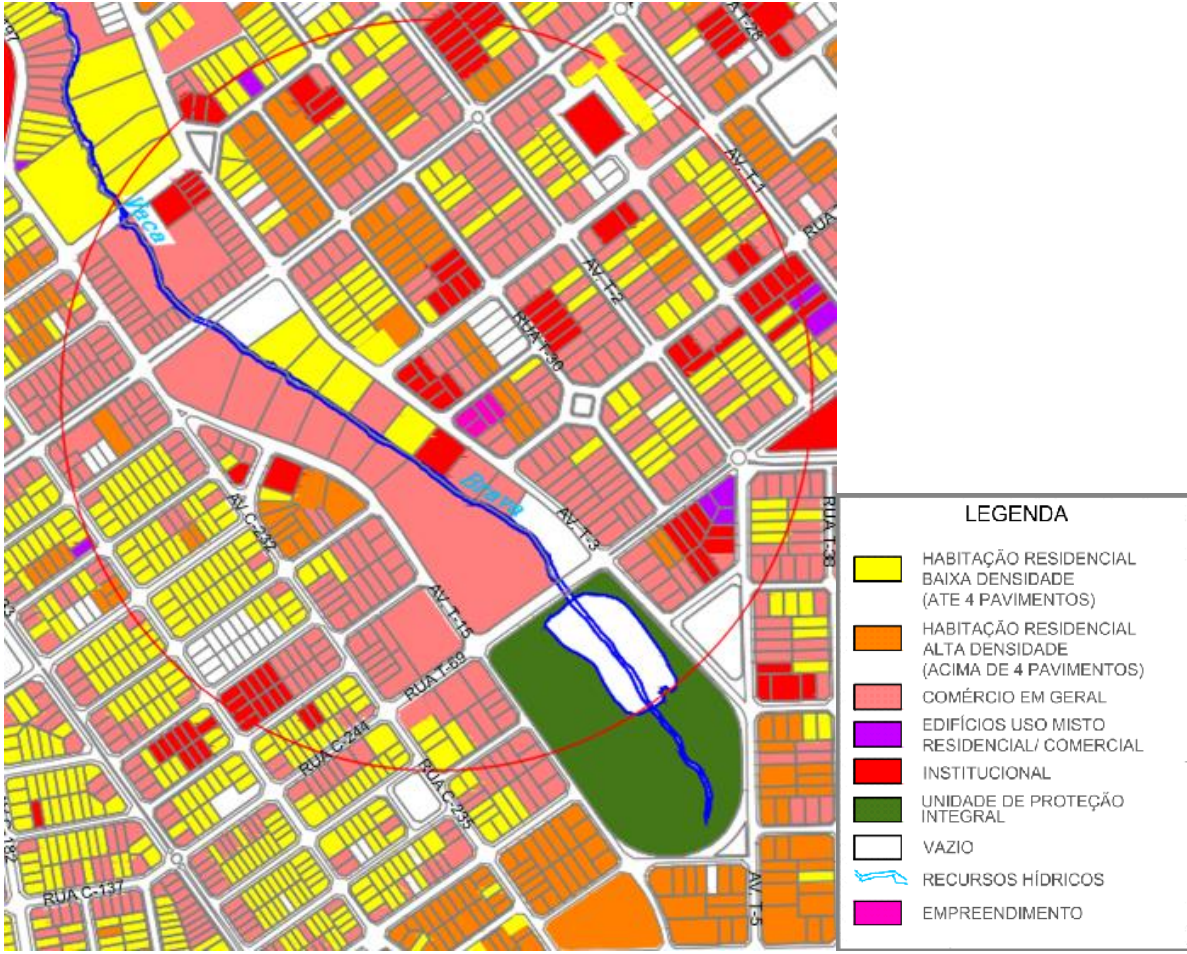 AV. T-1
AV. T-2
RUA T-30
Vaca
Brava
AV. T-3
AV. C-232
AV. T-15
RUA T-69
RUA T-38
RUA C-244
RUA C-235
RUA C-137
AV. T-5
LEGENDA
HABITAÇÃO RESIDENCIAL
BAIXA DENSIDADE
(ATE 4 PAVIMENTOS)
HABITAÇÃO RESIDENCIAL
ALTA DENSIDADE
(ACIMA DE 4 PAVIMENTOS)
COMÉRCIO EM GERAL
EDIFÍCIOS USO MISTO
RESIDENCIAL/ COMERCIAL
INSTITUCIONAL
UNIDADE DE PROTEÇÃO
INTEGRAL
VAZIO
RECURSOS HÍDRICOS
EMPREENDIMENTO